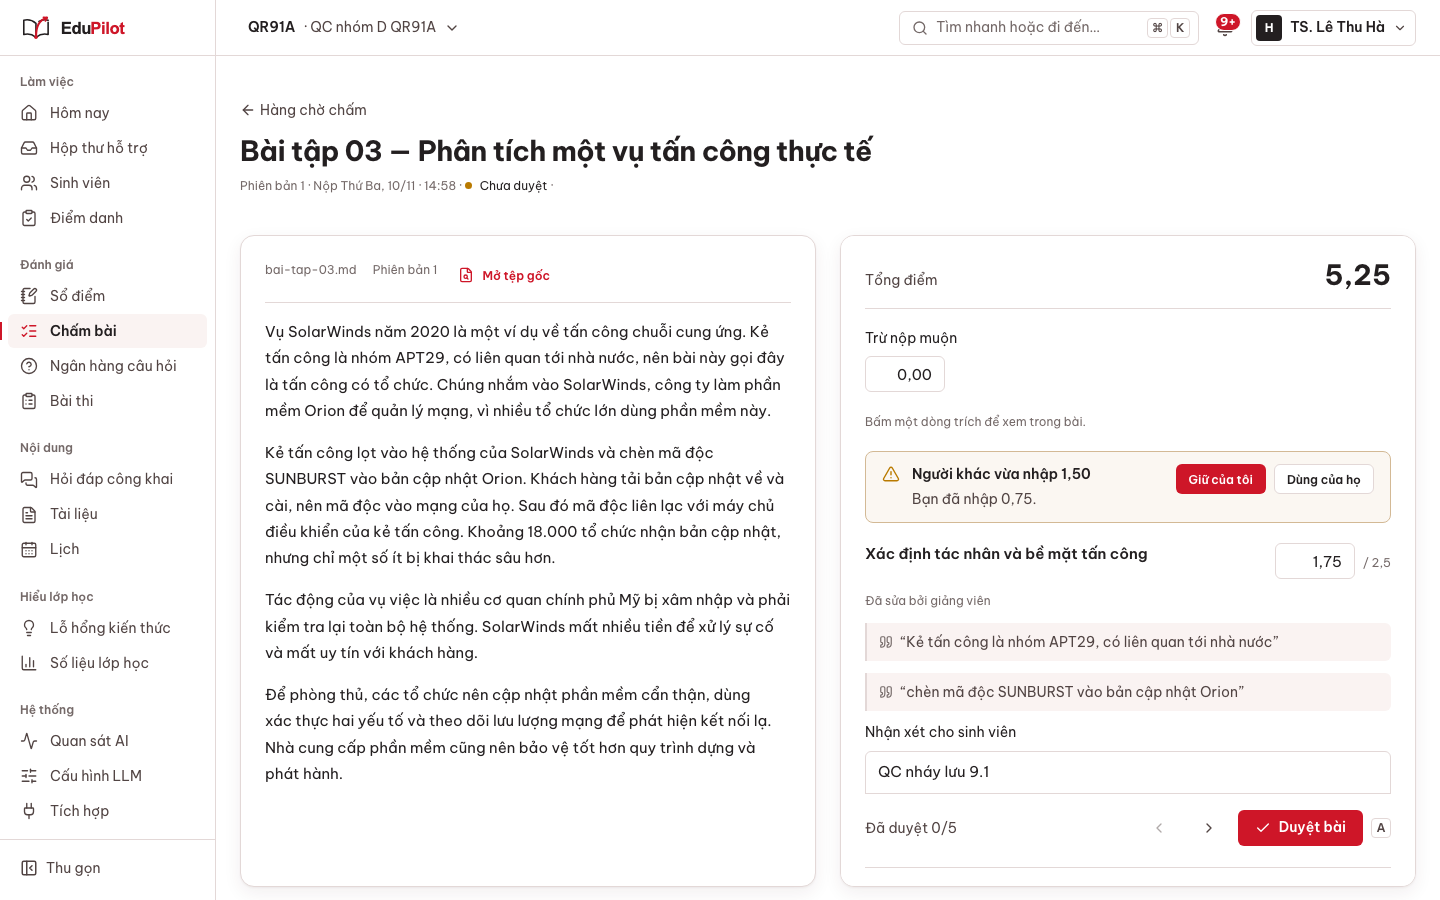 EduPilot
QR91A · QC nhóm D QR91A
Tìm nhanh hoặc đi đến...
⌘ K
9+
H
TS. Lê Thu Hà
Làm việc
Hôm nay
Hộp thư hỗ trợ
Sinh viên
Điểm danh
Đánh giá
Sổ điểm
Chấm bài
Ngân hàng câu hỏi
Bài thi
Nội dung
Hỏi đáp công khai
Tài liệu
Lịch
Hiểu lớp học
Lỗ hổng kiến thức
Số liệu lớp học
Hệ thống
Quan sát AI
Cấu hình LLM
Tích hợp
Thu gọn
Hàng chờ chấm
Bài tập 03 — Phân tích một vụ tấn công thực tế
Phiên bản 1 · Nộp Thứ Ba, 10/11 · 14:58 · Chưa duyệt ·
bai-tap-03.md Phiên bản 1 Mở tệp gốc
Vụ SolarWinds năm 2020 là một ví dụ về tấn công chuỗi cung ứng. Kẻ
tấn công là nhóm APT29, có liên quan tới nhà nước, nên bài này gọi đây
là tấn công có tổ chức. Chúng nhắm vào SolarWinds, công ty làm phần
mềm Orion để quản lý mạng, vì nhiều tổ chức lớn dùng phần mềm này.
Kẻ tấn công lọt vào hệ thống của SolarWinds và chèn mã độc
SUNBURST vào bản cập nhật Orion. Khách hàng tải bản cập nhật về và
cài, nên mã độc vào mạng của họ. Sau đó mã độc liên lạc với máy chủ
điều khiển của kẻ tấn công. Khoảng 18.000 tổ chức nhận bản cập nhật,
nhưng chỉ một số ít bị khai thác sâu hơn.
Tác động của vụ việc là nhiều cơ quan chính phủ Mỹ bị xâm nhập và phải
kiểm tra lại toàn bộ hệ thống. SolarWinds mất nhiều tiền để xử lý sự cố
và mất uy tín với khách hàng.
Để phòng thủ, các tổ chức nên cập nhật phần mềm cẩn thận, dùng
xác thực hai yếu tố và theo dõi lưu lượng mạng để phát hiện kết nối lạ.
Nhà cung cấp phần mềm cũng nên bảo vệ tốt hơn quy trình dựng và
phát hành.
Tổng điểm 5,25
Trừ nộp muộn
0,00
Bấm một dòng trích để xem trong bài.
Người khác vừa nhập 1,50
Bạn đã nhập 0,75.
Giữ của tôi
Dùng của họ
Xác định tác nhân và bề mặt tấn công
1,75 / 2,5
Đã sửa bởi giảng viên
“Kẻ tấn công là nhóm APT29, có liên quan tới nhà nước”
“chèn mã độc SUNBURST vào bản cập nhật Orion”
Nhận xét cho sinh viên
QC nháy lưu 9.1
Đã duyệt 0/5
Duyệt bài
A